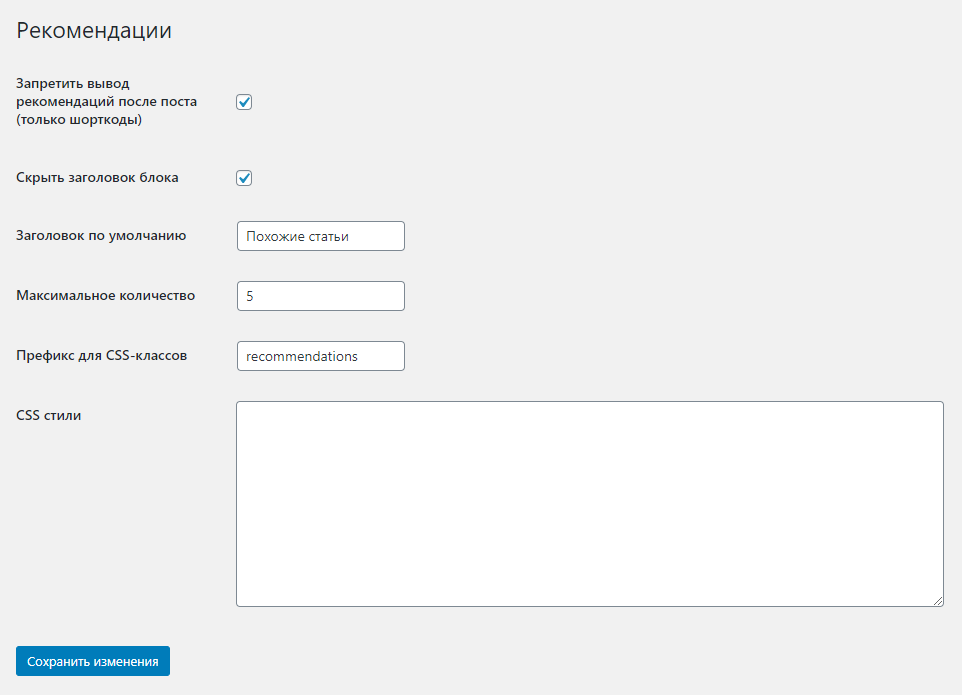 Рекомендации
Запретить вывод
рекомендаций после поста
(только шорткоды)
Скрыть заголовок блока
Заголовок по умолчанию
Похожие статьи
Максимальное количество
5
Префикс для CSS-классов
recommendations
CSS стили
Сохранить изменения